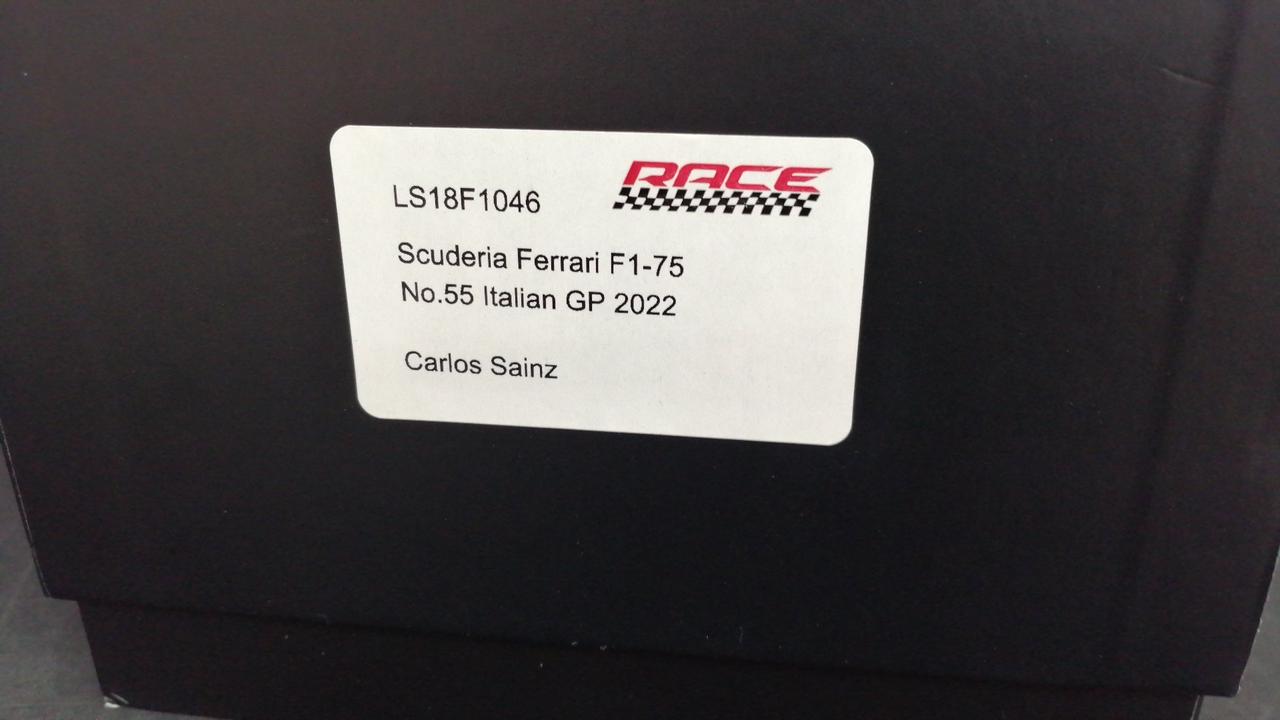 RACE
LS18F1046
Scuderia Ferrari F1-75
No.55 Italian GP 2022
Carlos Sainz